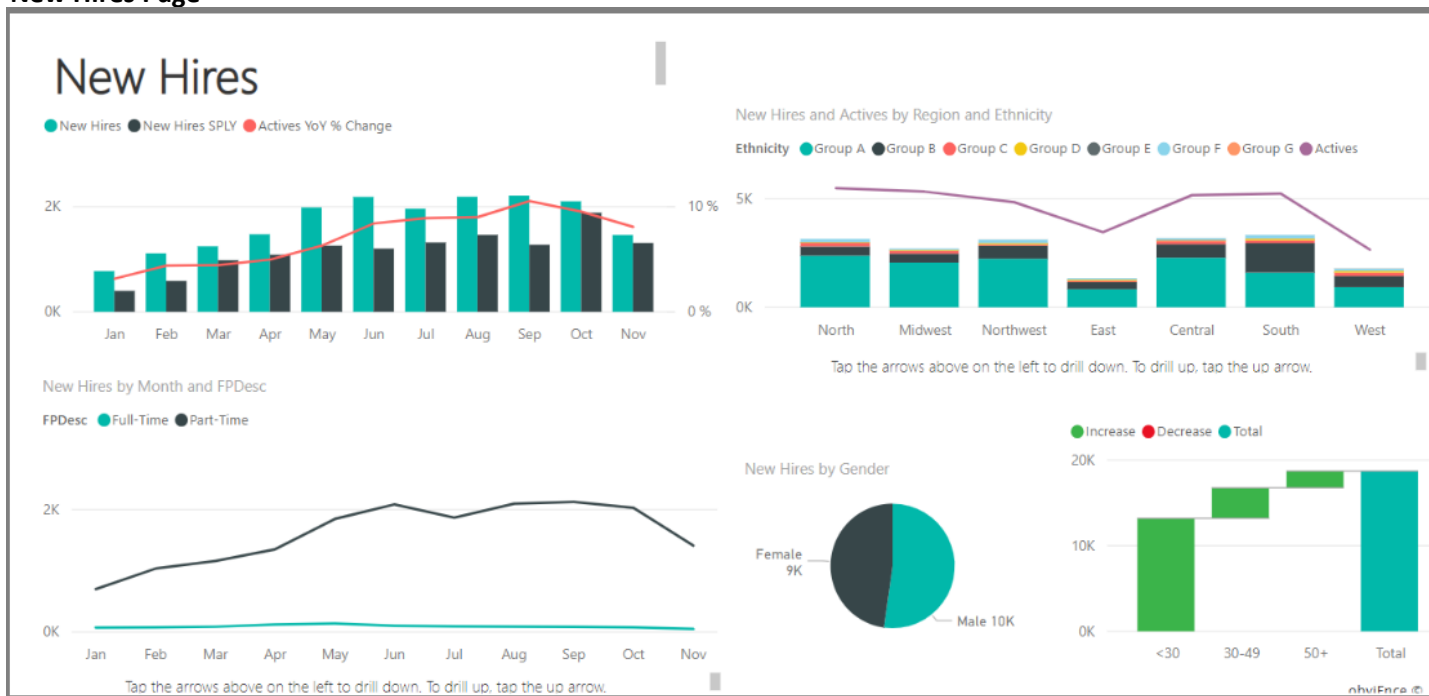 New Hires Page
New Hires
New Hires New Hires SPLY Actives YoY % Change
2K
0K
10 %
0 %
Jan Feb Mar Apr May Jun Jul Aug Sep Oct Nov
New Hires and Actives by Region and Ethnicity
Ethnicity Group A Group B Group C Group D Group E Group F Group G Actives
5K
0K
North Midwest Northwest East Central South West
Tap the arrows above on the left to drill down. To drill up, tap the up arrow.
New Hires by Month and FPDesc
FPDesc Full-Time Part-Time
2K
0K
Jan Feb Mar Apr May Jun Jul Aug Sep Oct Nov
Tap the arrows above on the left to drill down. To drill up, tap the up arrow.
New Hires by Gender
Female
9K
Male 10K
Increase Decrease Total
20K
10K
0K
<30 30-49 50+ Total
obviEnce ©